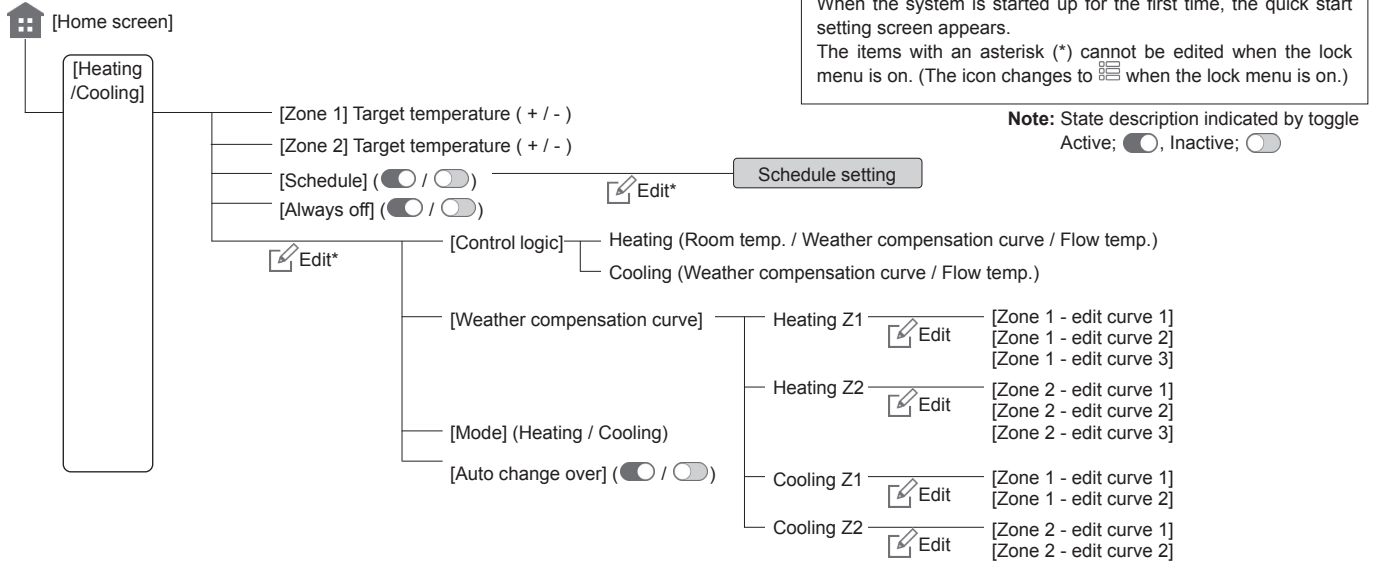 When the system is started up for the first time, the quick start
setting screen appears.
The items with an asterisk (*) cannot be edited when the lock
menu is on. (The icon changes to when the lock menu is on.)
Note: State description indicated by toggle
Active; , Inactive;
[Home screen]
[Heating
/Cooling]
[Zone 1] Target temperature ( + / - )
[Zone 2] Target temperature ( + / - )
[Schedule] ( / )
Edit*
Schedule setting
[Always off] ( / )
Edit*
[Control logic]
Heating (Room temp. / Weather compensation curve / Flow temp.)
Cooling (Weather compensation curve / Flow temp.)
[Weather compensation curve]
Heating Z1
Edit
[Zone 1 - edit curve 1]
[Zone 1 - edit curve 2]
[Zone 1 - edit curve 3]
Heating Z2
Edit
[Zone 2 - edit curve 1]
[Zone 2 - edit curve 2]
[Zone 2 - edit curve 3]
Cooling Z1
Edit
[Zone 1 - edit curve 1]
[Zone 1 - edit curve 2]
Cooling Z2
Edit
[Zone 2 - edit curve 1]
[Zone 2 - edit curve 2]
[Mode] (Heating / Cooling)
[Auto change over] ( / )